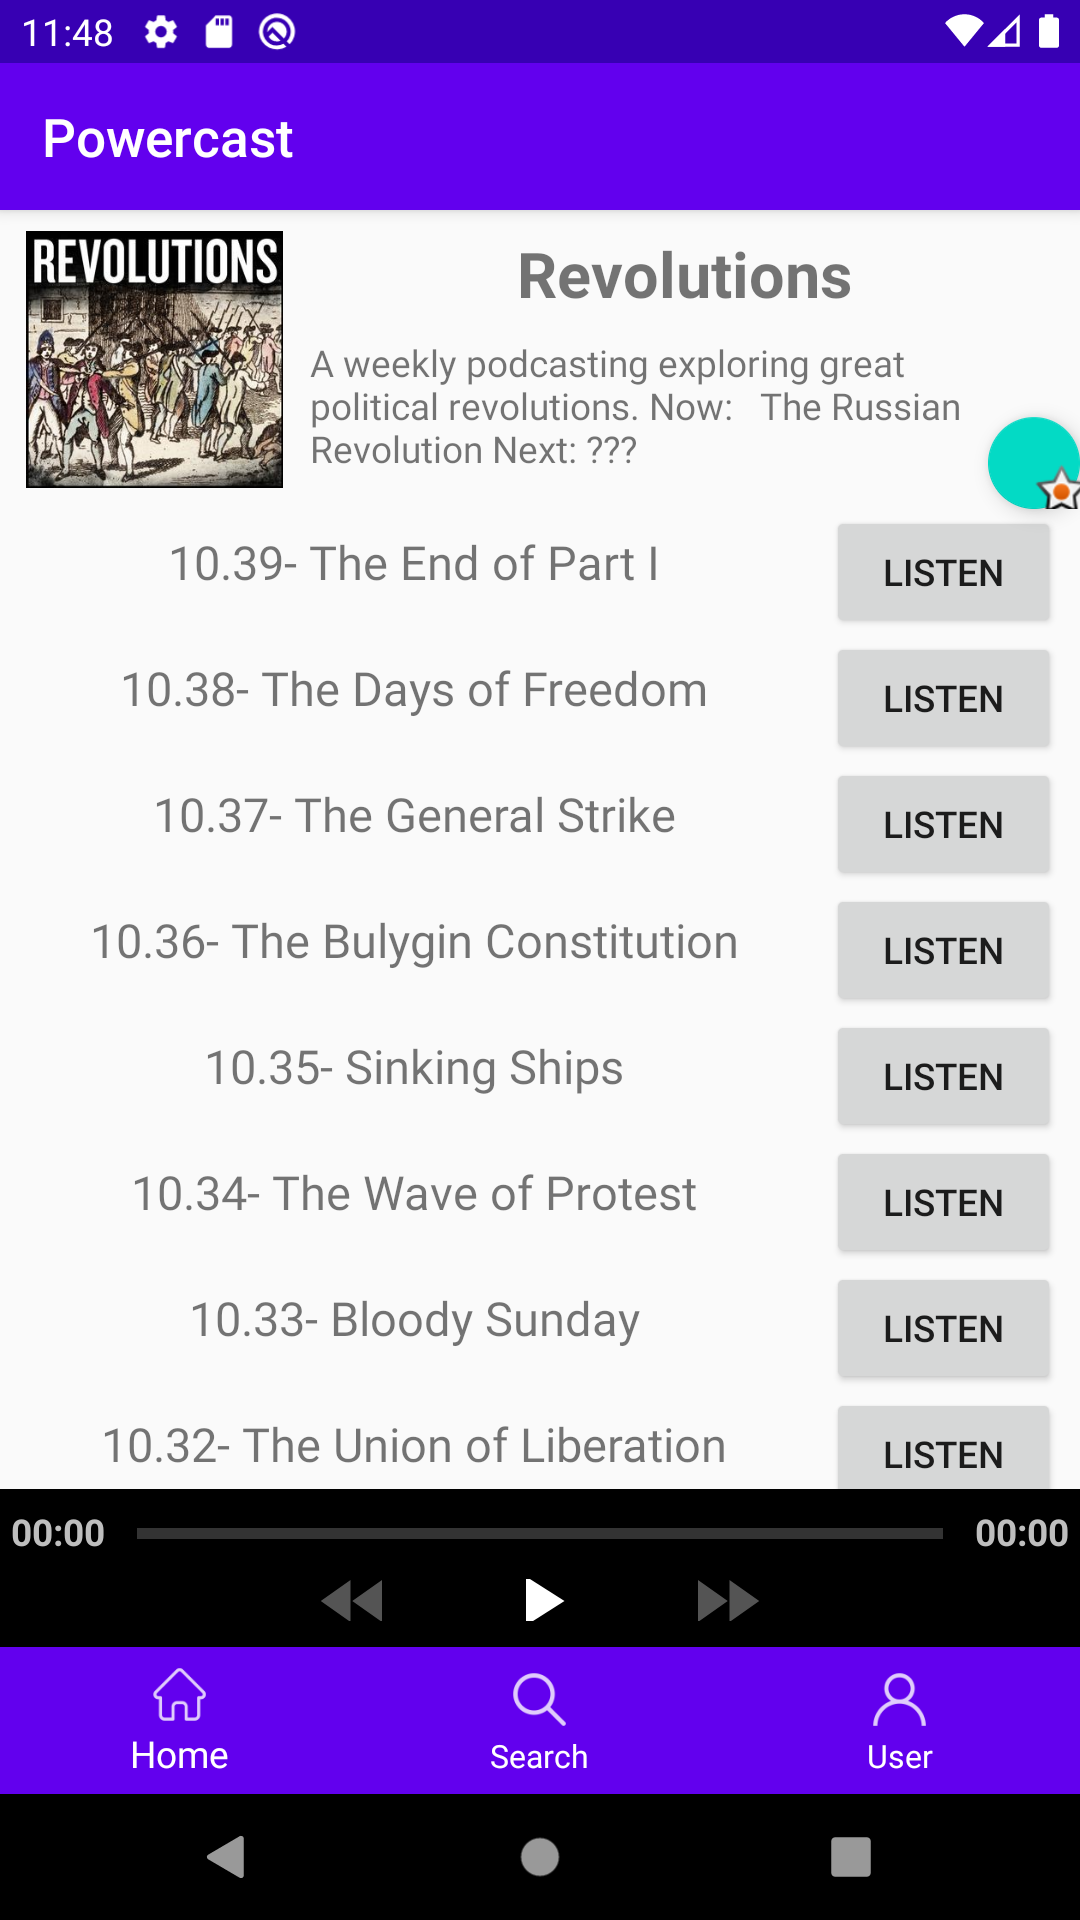 11:48
Powercast
REVOLUTIONS
Revolutions
A weekly podcasting exploring great
political revolutions. Now:   The Russian
Revolution Next: ???
10.39- The End of Part I
LISTEN
10.38- The Days of Freedom
LISTEN
10.37- The General Strike
LISTEN
10.36- The Bulygin Constitution
LISTEN
10.35- Sinking Ships
LISTEN
10.34- The Wave of Protest
LISTEN
10.33- Bloody Sunday
LISTEN
10.32- The Union of Liberation
LISTEN
00:00
00:00
Home
Search
User